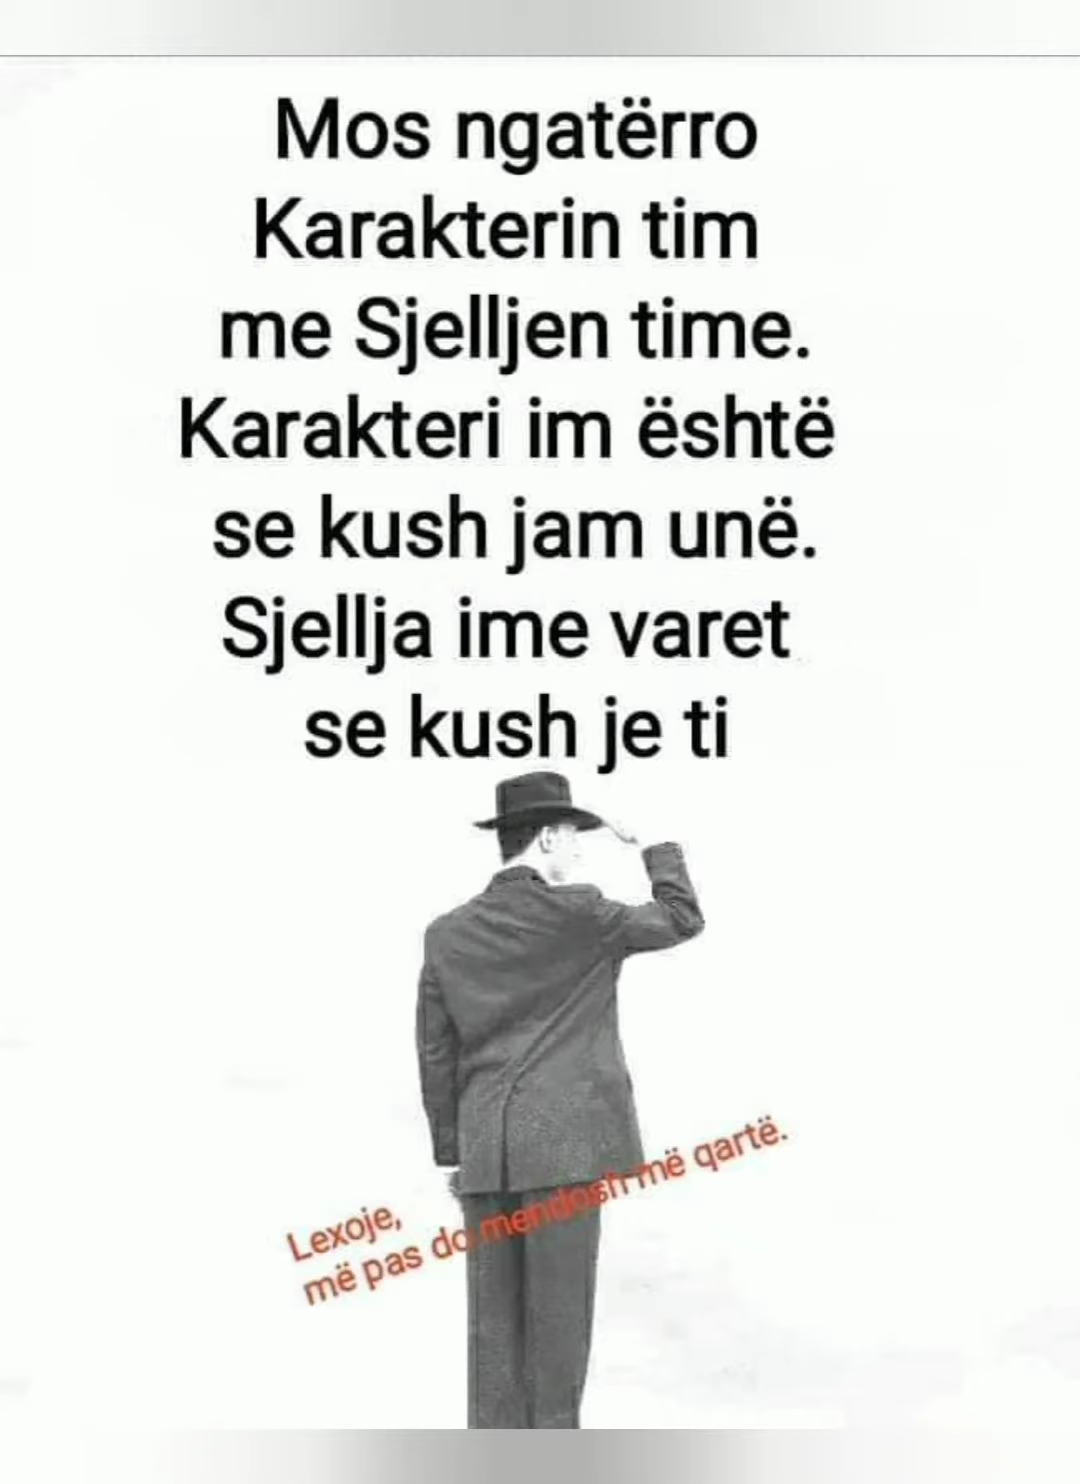 Mos ngatërro
Karakterin tim
me Sjelljen time.
Karakteri im është
se kush jam unë.
Sjellja ime varet
se kush je ti
Lexoje,
më pas do mendosh më qartë.